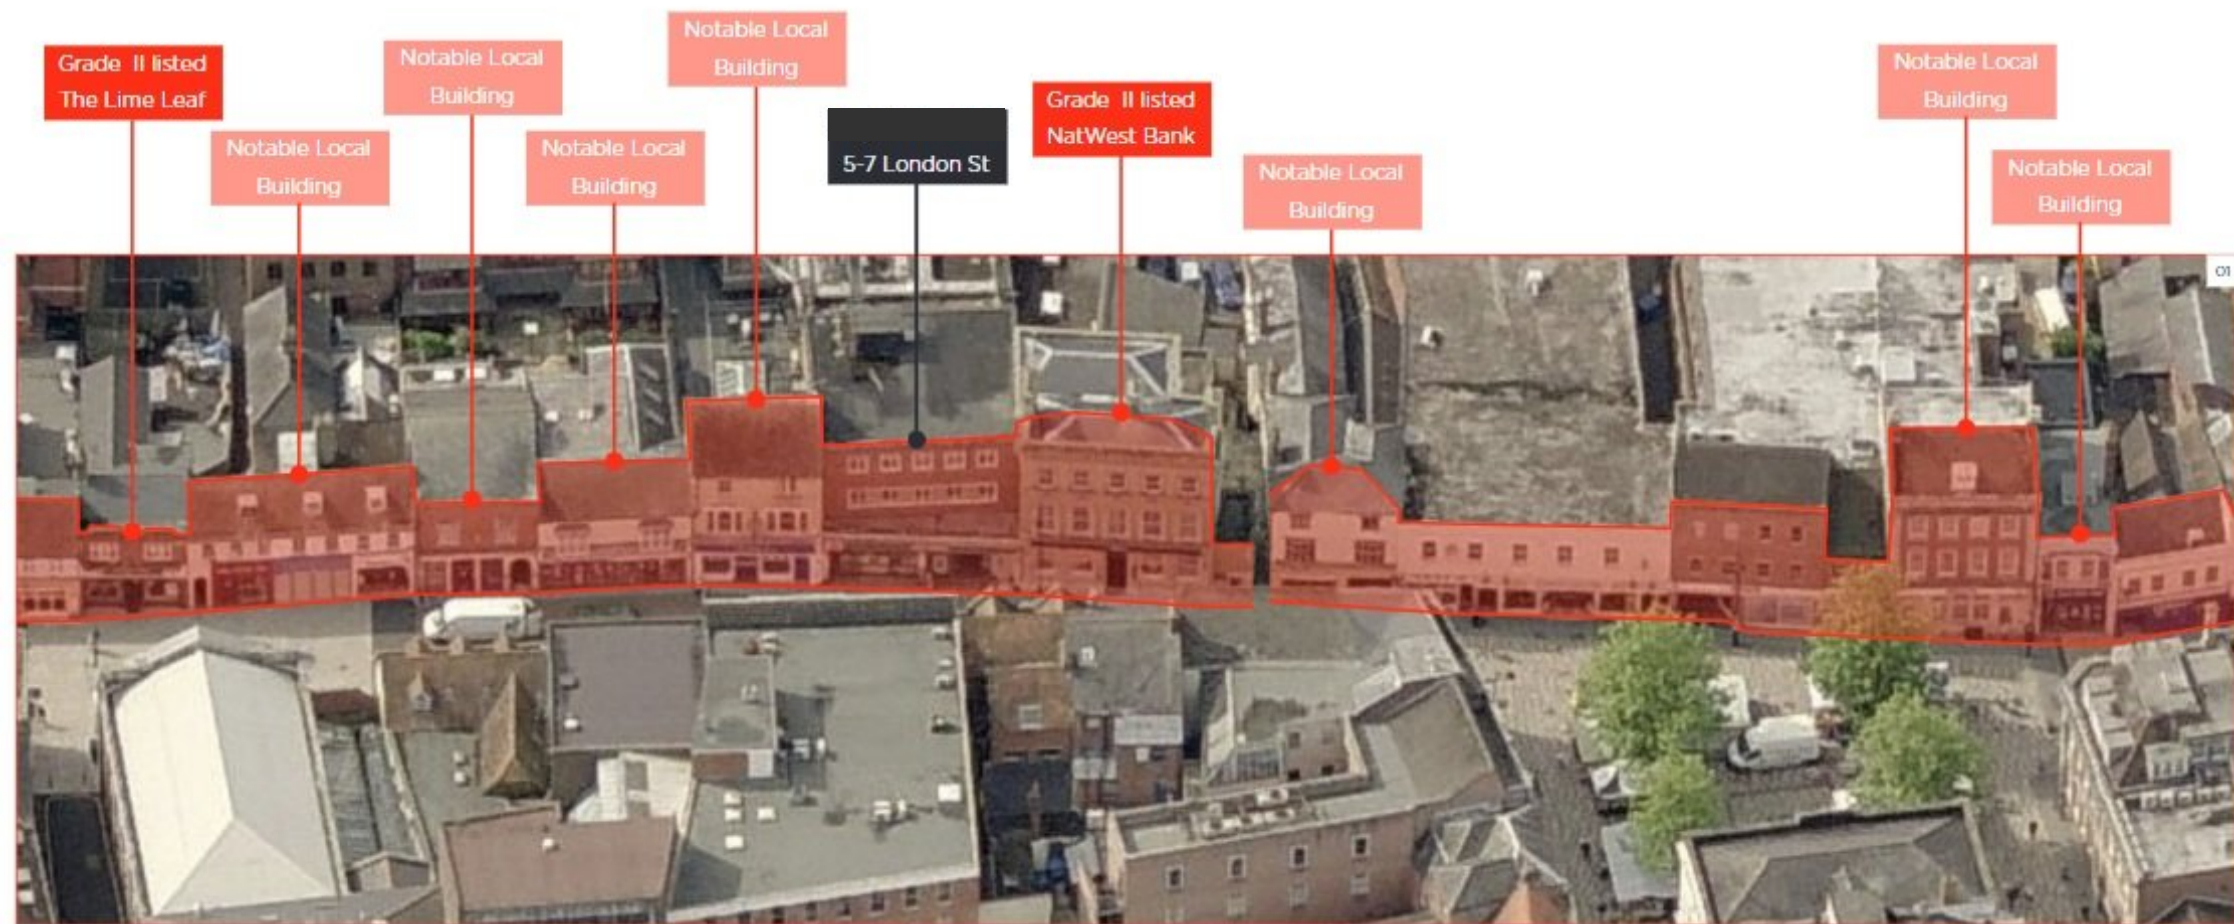 Grade II listed
The Lime Leaf
Notable Local
Building
Notable Local
Building
Notable Local
Building
Notable Local
Building
5-7 London St
Grade II listed
NatWest Bank
Notable Local
Building
Notable Local
Building
Notable Local
Building
01